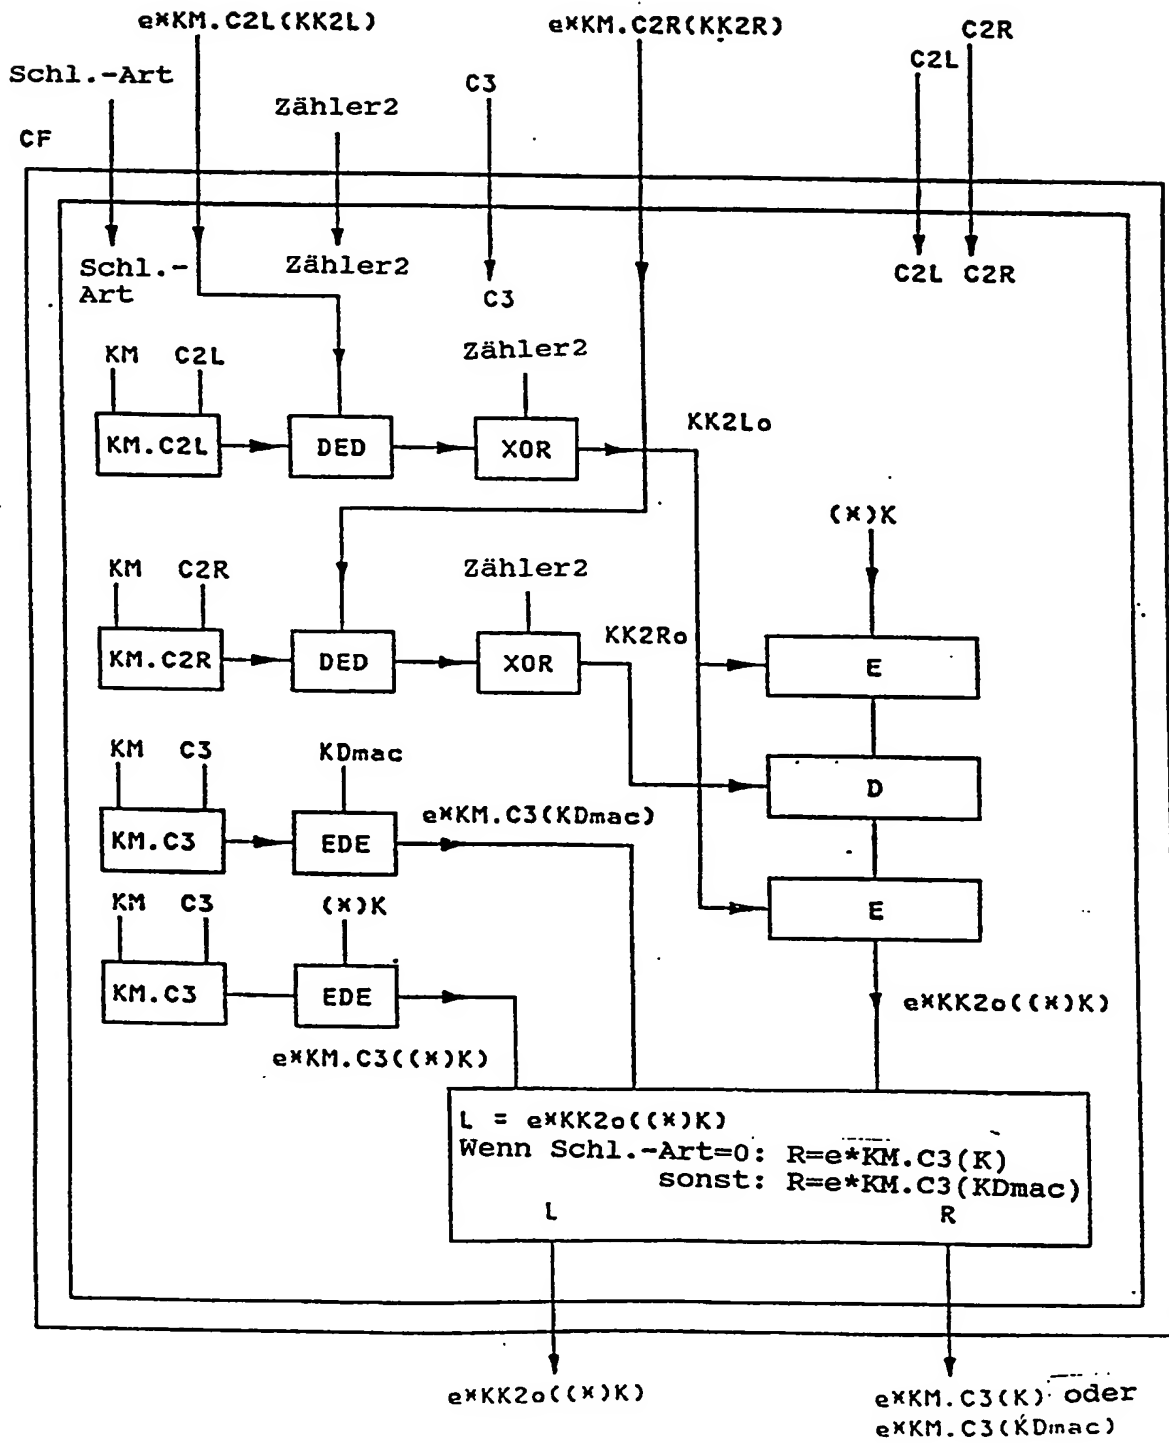 e*KM.C2L(KK2L)
e*KM.C2R(KK2R)
C2R
C2L
Schl.-Art
C3
Zähler2
CF
Schl.-
Art
Zähler2
C3
C2L C2R
KM C2L
Zähler2
KK2Lo
KM.C2L
DED
XOR
(*)K
KM C2R
Zähler2
KK2Ro
KM.C2R
DED
XOR
E
KM C3
KDmac
D
e*KM.C3(KDmac)
KM.C3
EDE
KM C3
(*)K
E
KM.C3
EDE
e*KK2o((*)K)
e*KM.C3((*)K)
L = e*KK2o((*)K)
Wenn Schl.-Art=0: R=e*KM.C3(K)
sonst: R=e*KM.C3(KDmac)
L
R
e*KK2o((*)K)
e*KM.C3(K) oder
e*KM.C3(KDmac)